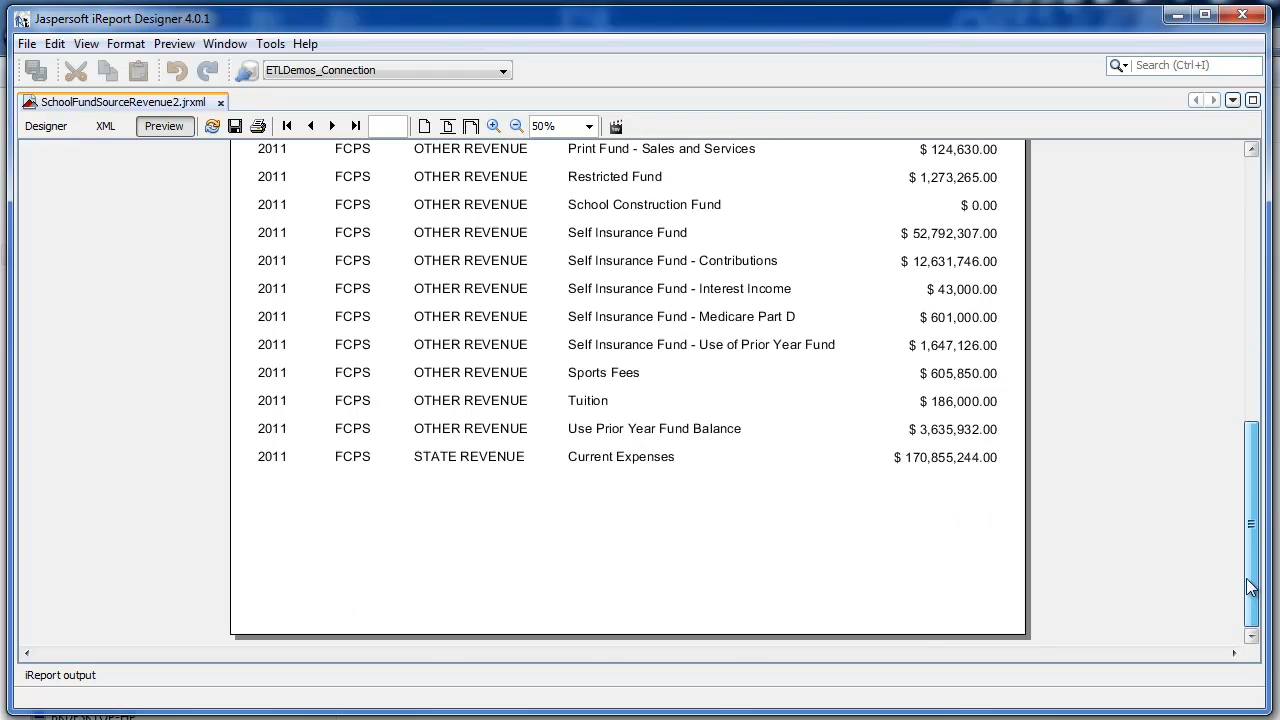 Jaspersoft iReport Designer 4.0.1
File Edit View Format Preview Window Tools Help
ETLDemos_Connection
Search (Ctrl+I)
SchoolFundSourceRevenue2.jrxml
Designer XML Preview 50%
2011 FCPS OTHER REVENUE Print Fund - Sales and Services $ 124,630.00
2011 FCPS OTHER REVENUE Restricted Fund $ 1,273,265.00
2011 FCPS OTHER REVENUE School Construction Fund $ 0.00
2011 FCPS OTHER REVENUE Self Insurance Fund $ 52,792,307.00
2011 FCPS OTHER REVENUE Self Insurance Fund - Contributions $ 12,631,746.00
2011 FCPS OTHER REVENUE Self Insurance Fund - Interest Income $ 43,000.00
2011 FCPS OTHER REVENUE Self Insurance Fund - Medicare Part D $ 601,000.00
2011 FCPS OTHER REVENUE Self Insurance Fund - Use of Prior Year Fund $ 1,647,126.00
2011 FCPS OTHER REVENUE Sports Fees $ 605,850.00
2011 FCPS OTHER REVENUE Tuition $ 186,000.00
2011 FCPS OTHER REVENUE Use Prior Year Fund Balance $ 3,635,932.00
2011 FCPS STATE REVENUE Current Expenses $ 170,855,244.00
iReport output